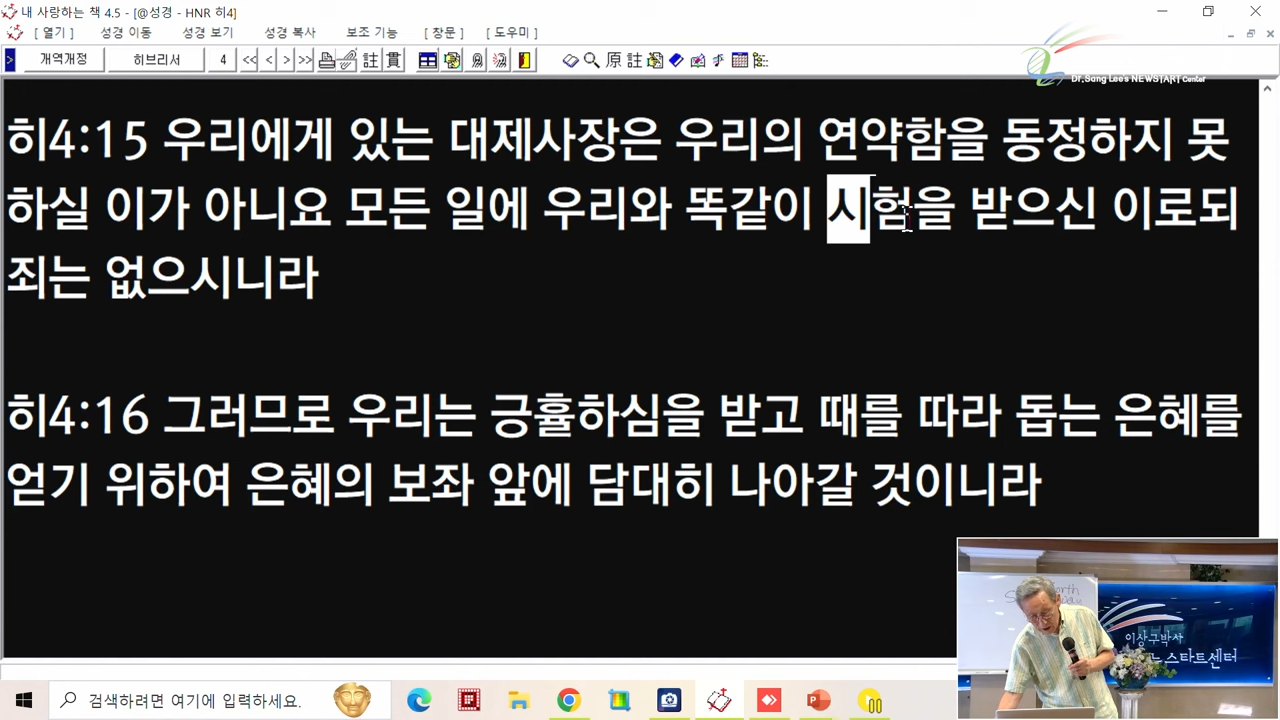 내 사랑하는 책 4.5 - [@성경 - HNR 히4]
[ 열기 ] 성경 이동 성경 보기 성경 복사 보조 기능 [ 창문 ] [ 도우미 ]
개역개정 히브리서 4 << < > >> 註 貫 原 註
Dr.Sang Lee's NEWSTART Center
히4:15 우리에게 있는 대제사장은 우리의 연약함을 동정하지 못
하실 이가 아니요 모든 일에 우리와 똑같이 시험을 받으신 이로되
죄는 없으시니라
히4:16 그러므로 우리는 긍휼하심을 받고 때를 따라 돕는 은혜를
얻기 위하여 은혜의 보좌 앞에 담대히 나아갈 것이니라
이상구박사
스타트센터
검색하려면 여기에 입력하세요.